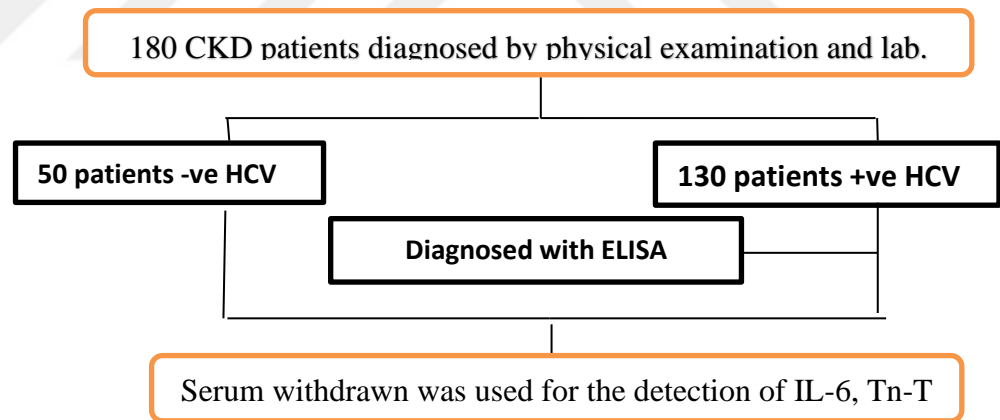 180 CKD patients diagnosed by physical examination and lab.
50 patients -ve HCV
130 patients +ve HCV
Diagnosed with ELISA
Serum withdrawn was used for the detection of IL-6, Tn-T